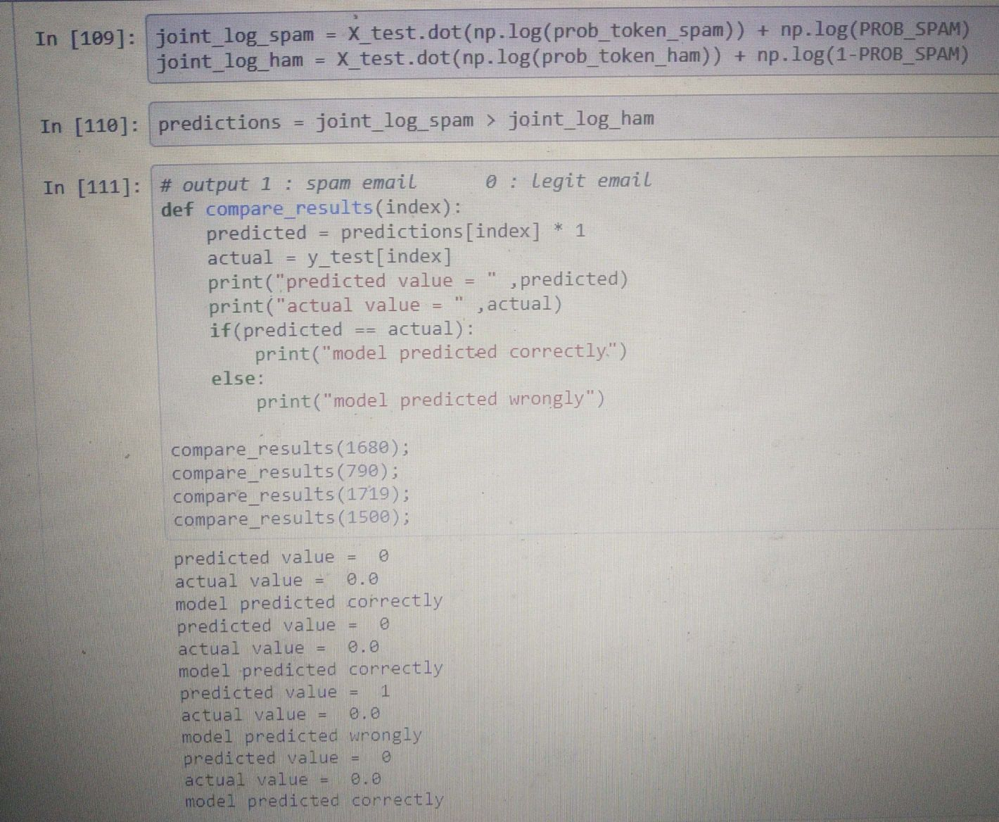 In [109]: joint_log_spam = X_test.dot(np.log(prob_token_spam)) + np.log(PROB_SPAM)
joint_log_ham = X_test.dot(np.log(prob_token_ham)) + np.log(1-PROB_SPAM)
In [110]: predictions = joint_log_spam > joint_log_ham
In [111]: # output 1 : spam email      0 : legit email
def compare_results(index):
    predicted = predictions[index] * 1
    actual = y_test[index]
    print("predicted value = " ,predicted)
    print("actual value = " ,actual)
    if(predicted == actual):
        print("model predicted correctly")
    else:
        print("model predicted wrongly")
compare_results(1680);
compare_results(790);
compare_results(1719);
compare_results(1500);
predicted value =  0
actual value =  0.0
model predicted correctly
predicted value =  0
actual value =  0.0
model predicted correctly
predicted value =  1
actual value =  0.0
model predicted wrongly
predicted value =  0
actual value =  0.0
model predicted correctly